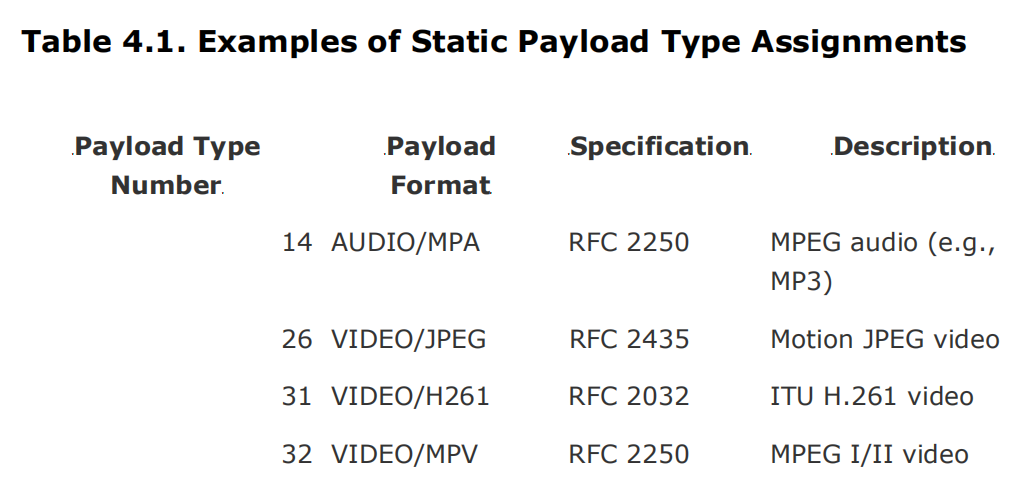 Table 4.1. Examples of Static Payload Type Assignments
Payload Type Number Payload Format Specification Description
14 AUDIO/MPA RFC 2250 MPEG audio (e.g., MP3)
26 VIDEO/JPEG RFC 2435 Motion JPEG video
31 VIDEO/H261 RFC 2032 ITU H.261 video
32 VIDEO/MPV RFC 2250 MPEG I/II video